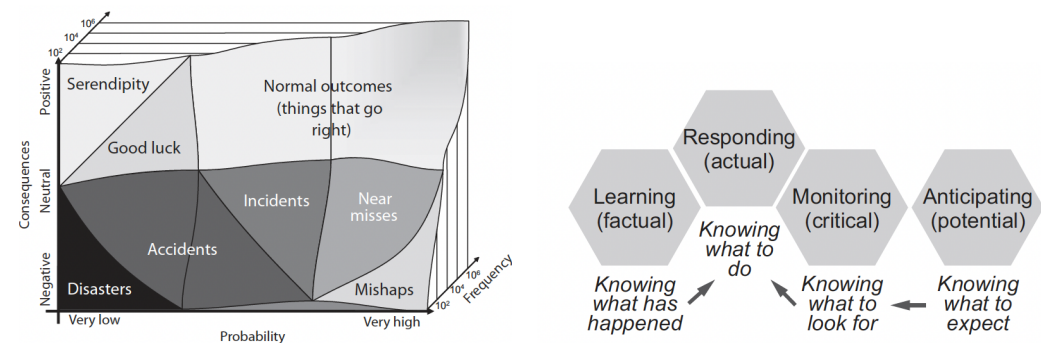 10⁶
10⁴
10²
Positive
Neutral
Negative
Consequences
Serendipity
Good luck
Normal outcomes
(things that go
right)
Incidents
Near
misses
Accidents
Disasters
Mishaps
Very low
Very high
Probability
10²
10⁴
10⁶
Frequency
Responding
(actual)
Learning
(factual)
Monitoring
(critical)
Anticipating
(potential)
Knowing
what to
do
Knowing
what has
happened
Knowing
what to
look for
Knowing
what to
expect